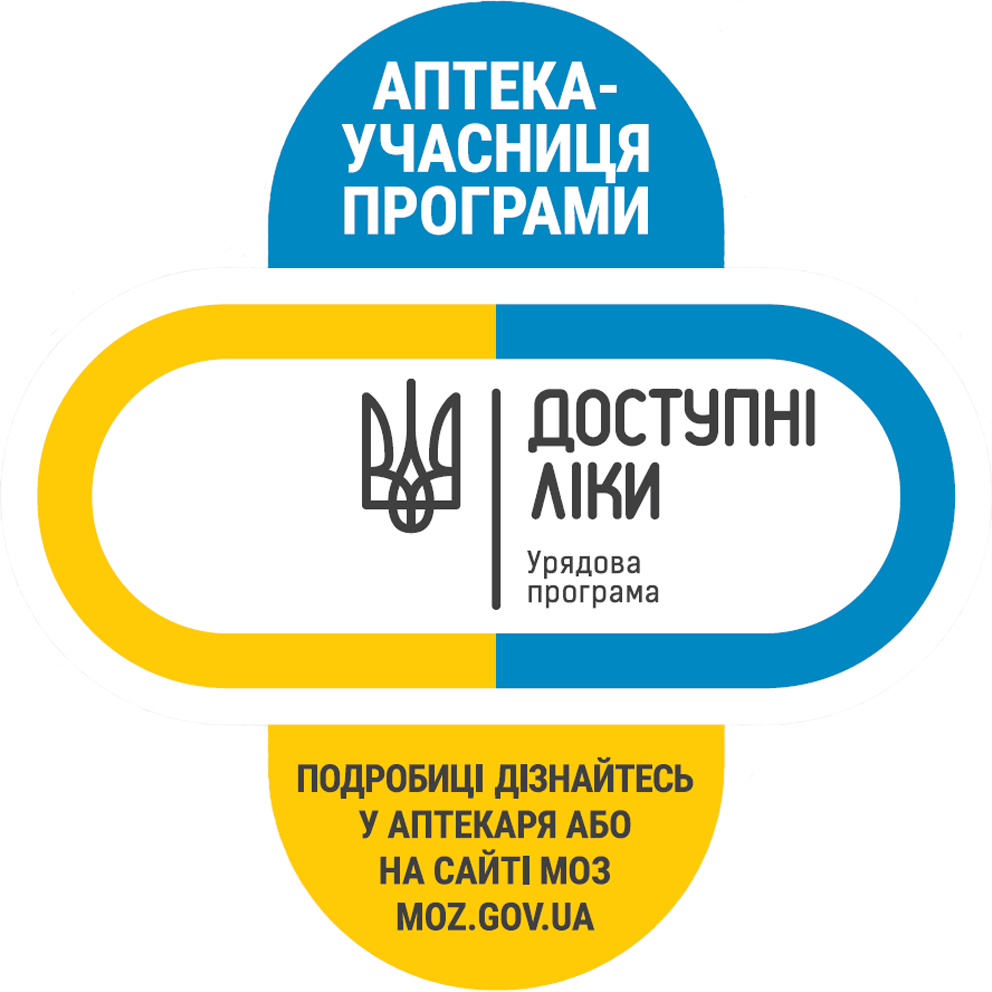 АПТЕКА-
УЧАСНИЦЯ
ПРОГРАМИ
ДОСТУПНІ
ЛІКИ
Урядова
програма
ПОДРОБИЦІ ДІЗНАЙТЕСЬ
У АПТЕКАРЯ АБО
НА САЙТІ МОЗ
MOZ.GOV.UA